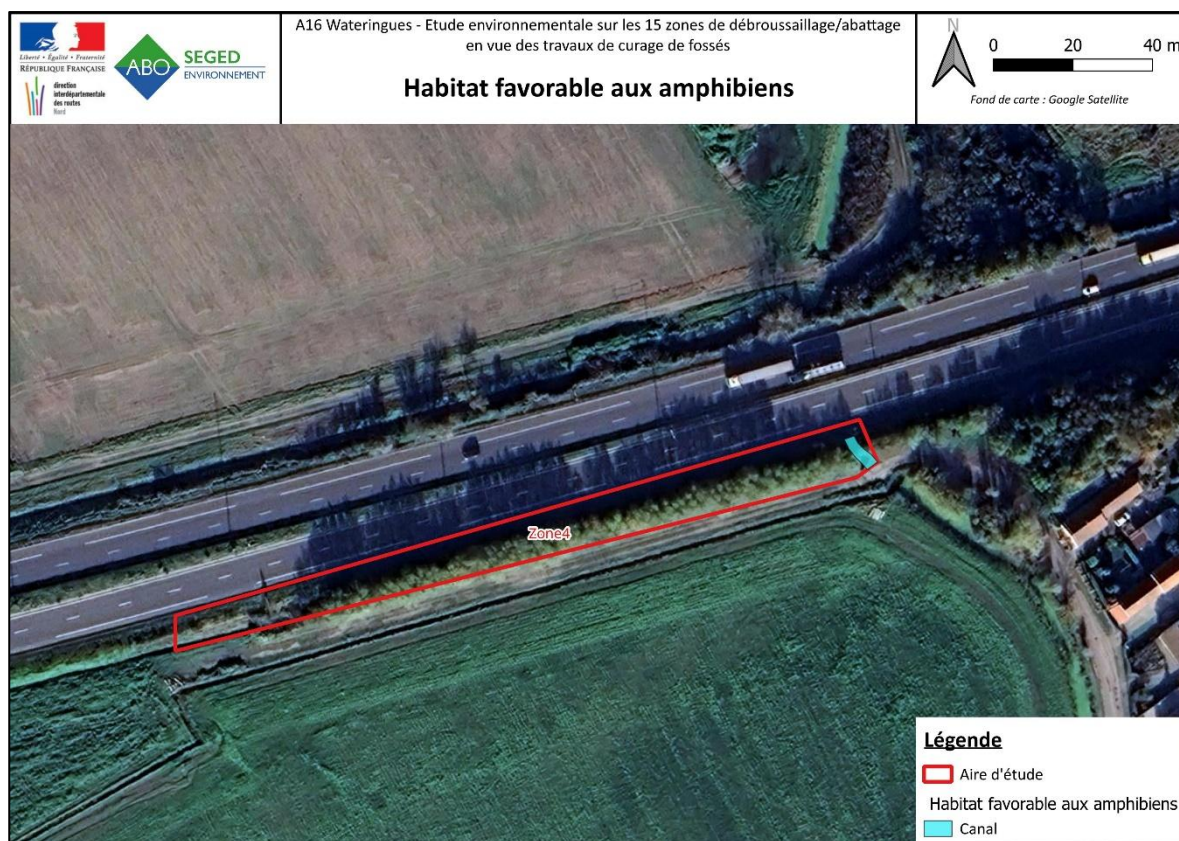 Liberté • Égalité • Fraternité
RÉPUBLIQUE FRANÇAISE
direction
interdépartementale
des routes
Nord
ABO
SEGED
ENVIRONNEMENT
A16 Wateringues - Etude environnementale sur les 15 zones de débroussaillage/abattage
en vue des travaux de curage de fossés
Habitat favorable aux amphibiens
N
0 20 40 m
Fond de carte : Google Satellite
Zone4
Légende
Aire d'étude
Habitat favorable aux amphibiens
Canal